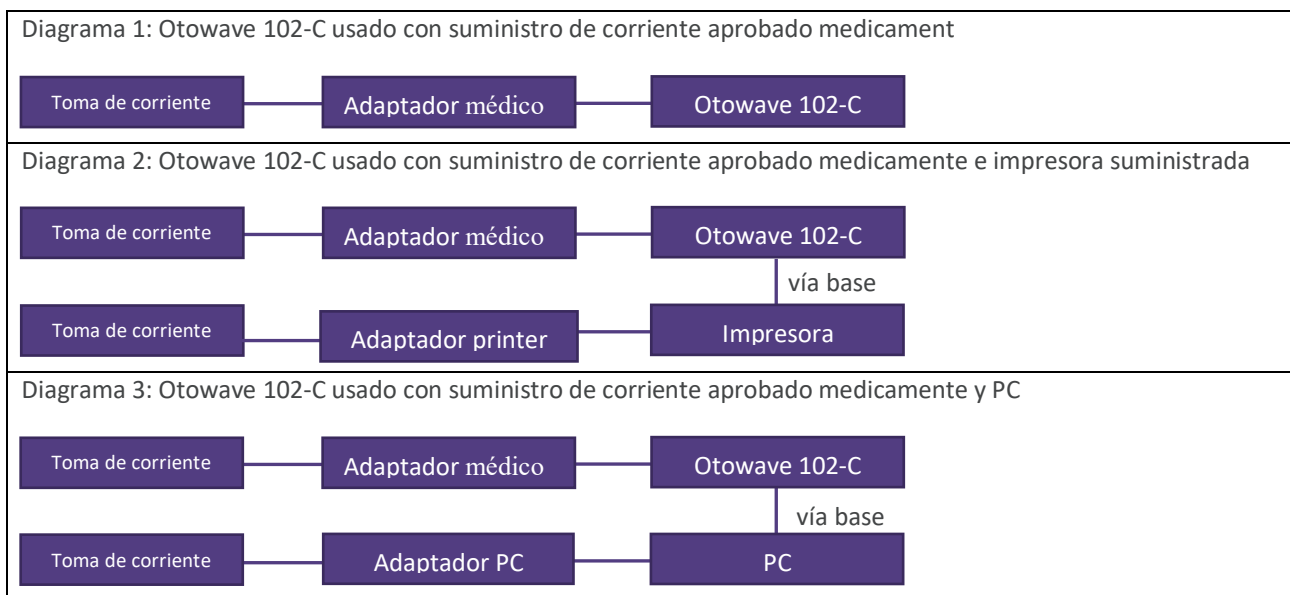 Diagrama 1: Otowave 102-C usado con suministro de corriente aprobado medicament
Toma de corriente Adaptador médico Otowave 102-C
Diagrama 2: Otowave 102-C usado con suministro de corriente aprobado medicamente e impresora suministrada
Toma de corriente Adaptador médico Otowave 102-C
vía base
Toma de corriente Adaptador printer Impresora
Diagrama 3: Otowave 102-C usado con suministro de corriente aprobado medicamente y PC
Toma de corriente Adaptador médico Otowave 102-C
vía base
Toma de corriente Adaptador PC PC